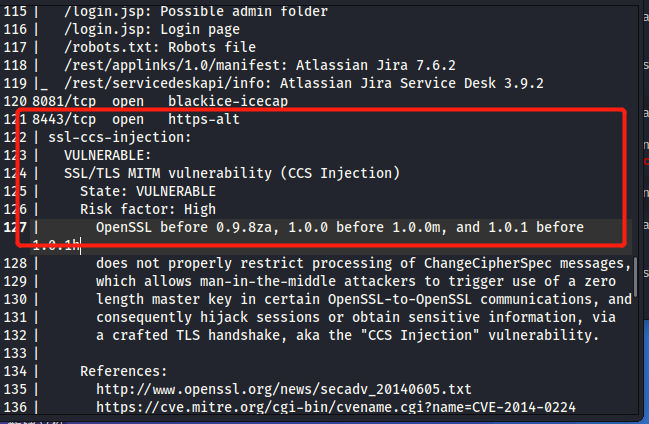 115 |   /login.jsp: Possible admin folder
116 |   /login.jsp: Login page
117 |   /robots.txt: Robots file
118 |   /rest/applinks/1.0/manifest: Atlassian Jira 7.6.2
119 |_  /rest/servicedeskapi/info: Atlassian Jira Service Desk 3.9.2
120 8081/tcp  open   blackice-icecap
121 8443/tcp  open   https-alt
122 | ssl-ccs-injection:
123 |   VULNERABLE:
124 |   SSL/TLS MITM vulnerability (CCS Injection)
125 |     State: VULNERABLE
126 |     Risk factor: High
127 |       OpenSSL before 0.9.8za, 1.0.0 before 1.0.0m, and 1.0.1 before
1.0.1h
128 |       does not properly restrict processing of ChangeCipherSpec messages,
129 |       which allows man-in-the-middle attackers to trigger use of a zero
130 |       length master key in certain OpenSSL-to-OpenSSL communications, and
131 |       consequently hijack sessions or obtain sensitive information, via
132 |       a crafted TLS handshake, aka the "CCS Injection" vulnerability.
133 |
134 |     References:
135 |       http://www.openssl.org/news/secadv_20140605.txt
136 |       https://cve.mitre.org/cgi-bin/cvename.cgi?name=CVE-2014-0224